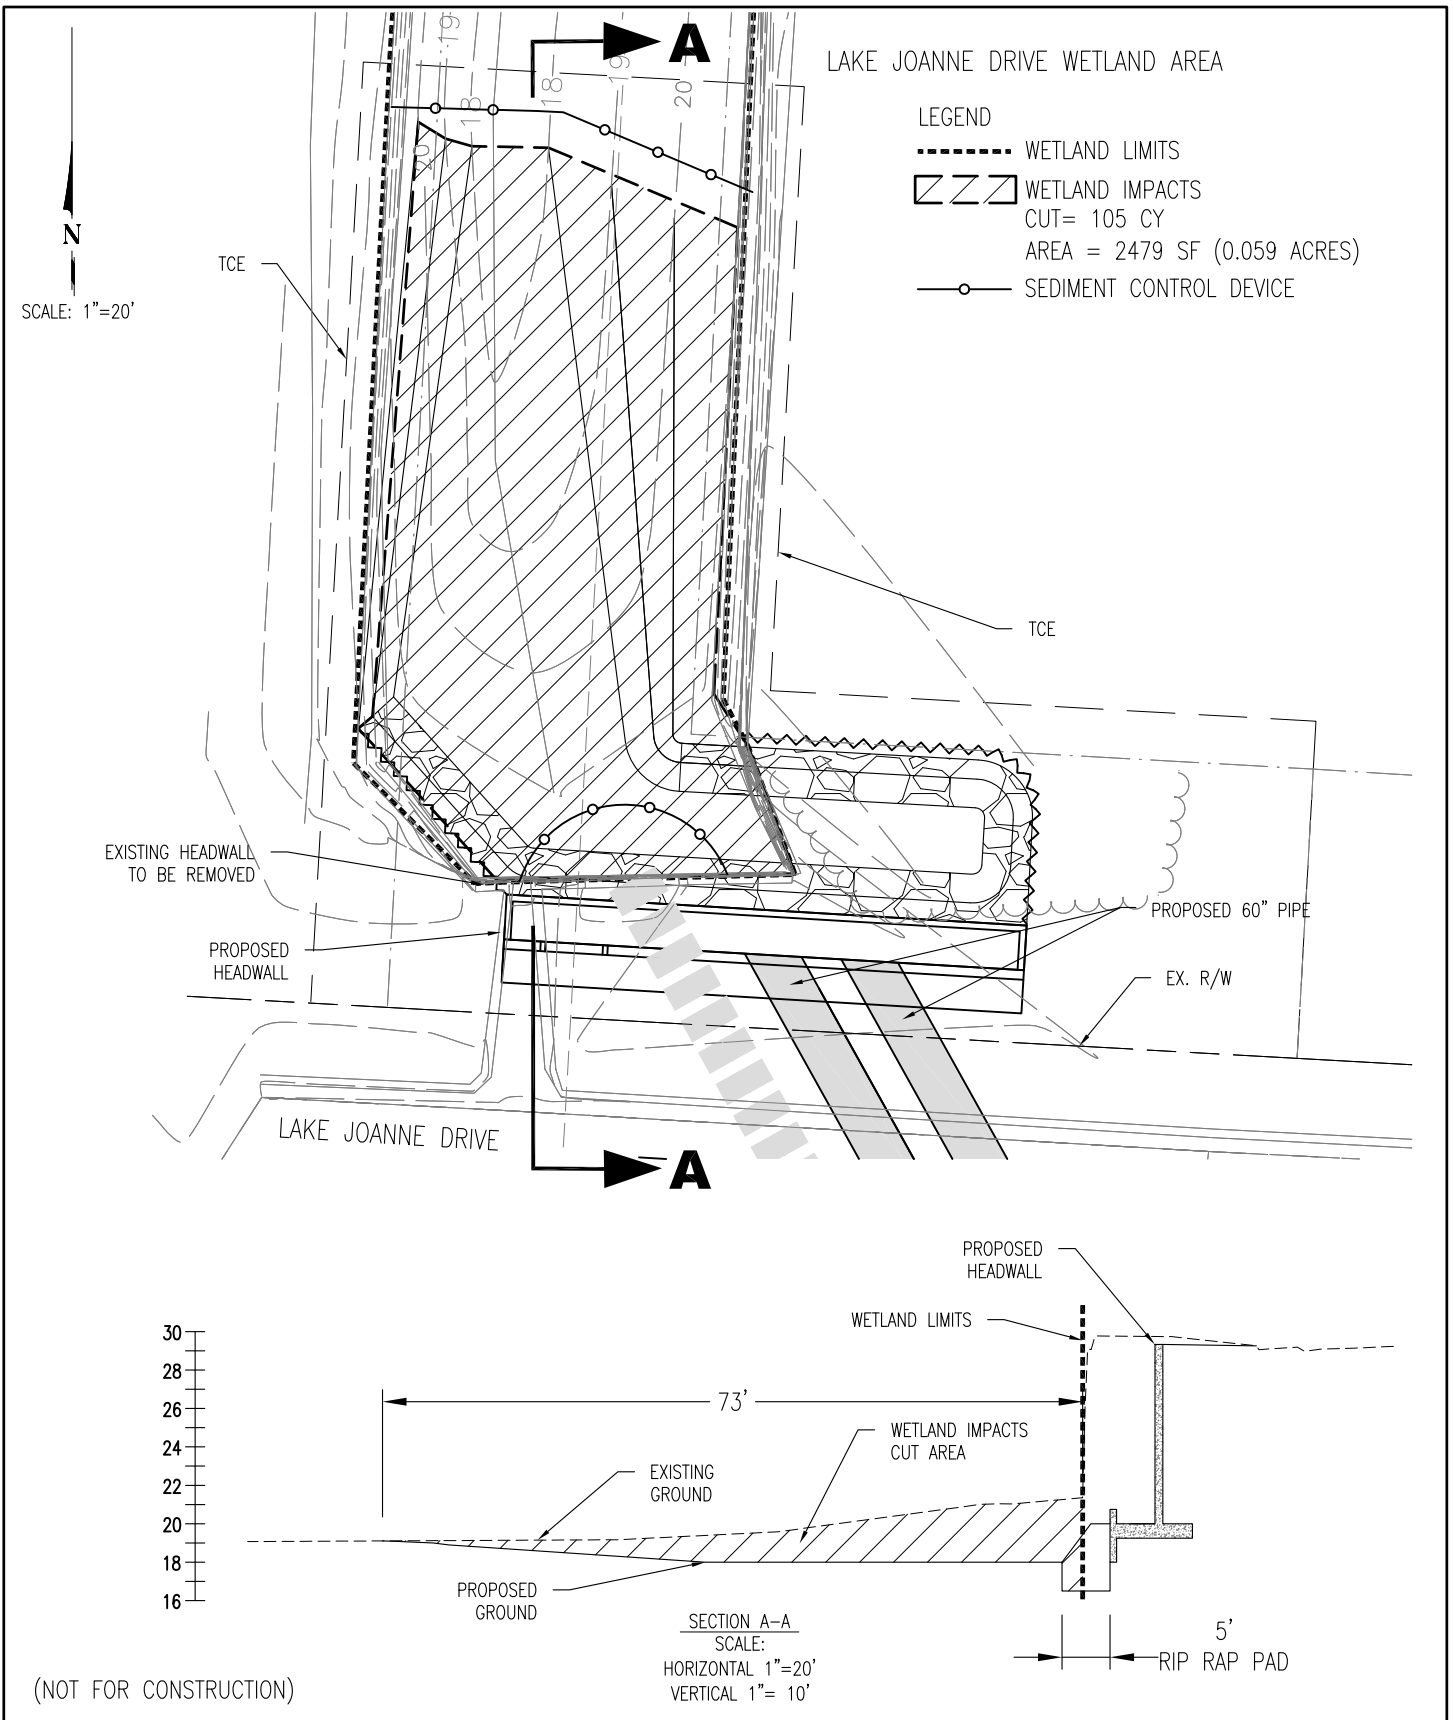 19
18
18
19
20
20
A
LAKE JOANNE DRIVE WETLAND AREA
LEGEND
WETLAND LIMITS
WETLAND IMPACTS
CUT= 105 CY
AREA = 2479 SF (0.059 ACRES)
SEDIMENT CONTROL DEVICE
N
SCALE: 1"=20'
TCE
TCE
EXISTING HEADWALL
TO BE REMOVED
PROPOSED
HEADWALL
PROPOSED 60" PIPE
EX. R/W
LAKE JOANNE DRIVE
A
PROPOSED
HEADWALL
WETLAND LIMITS
30
28
26
24
22
20
18
16
73'
WETLAND IMPACTS
CUT AREA
EXISTING
GROUND
PROPOSED
GROUND
SECTION A-A
SCALE:
HORIZONTAL 1"=20'
VERTICAL 1"= 10'
5'
RIP RAP PAD
(NOT FOR CONSTRUCTION)